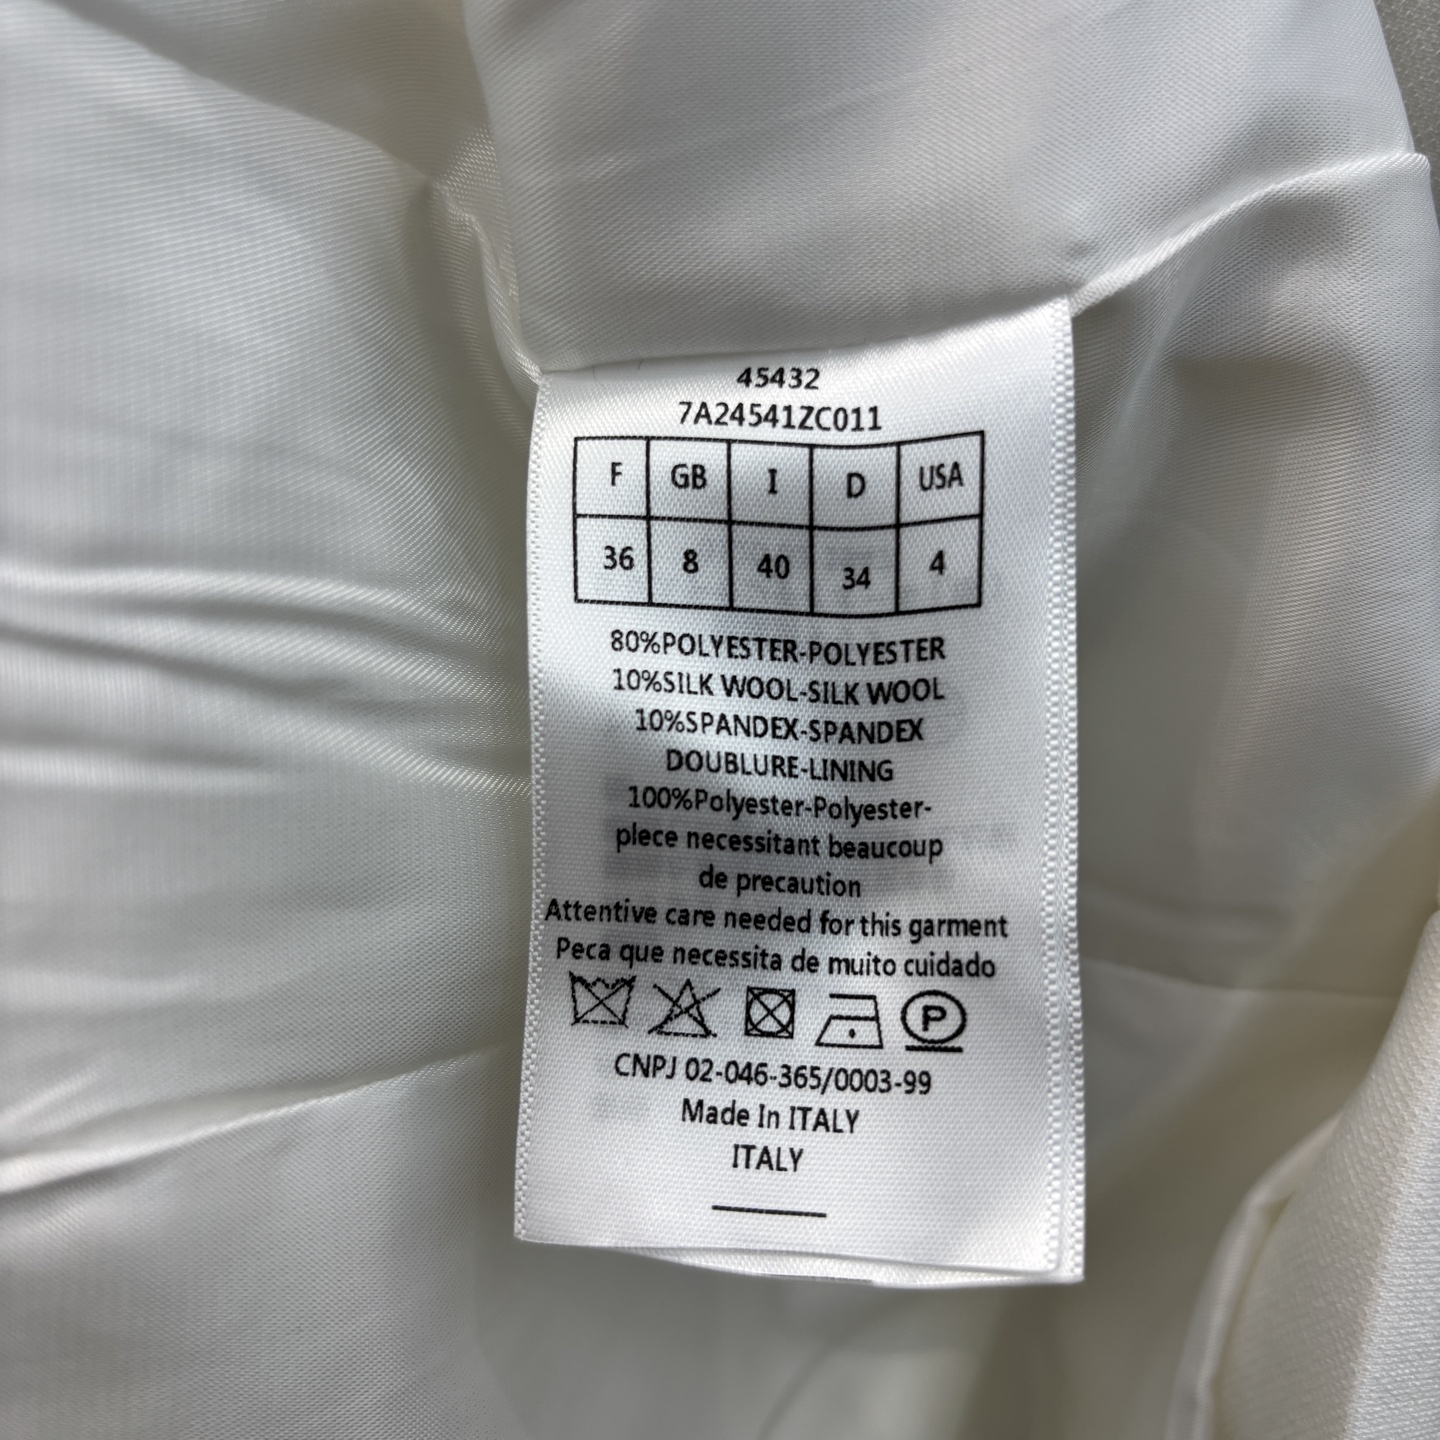 45432
7A24541ZC011
F GB I D USA
36 8 40 34 4
80%POLYESTER-POLYESTER
10%SILK WOOL-SILK WOOL
10%SPANDEX-SPANDEX
DOUBLURE-LINING
100%Polyester-Polyester-
plece necessitant beaucoup
de precaution
Attentive care needed for this garment
Peca que necessita de muito cuidado
P
CNPJ 02-046-365/0003-99
Made In ITALY
ITALY